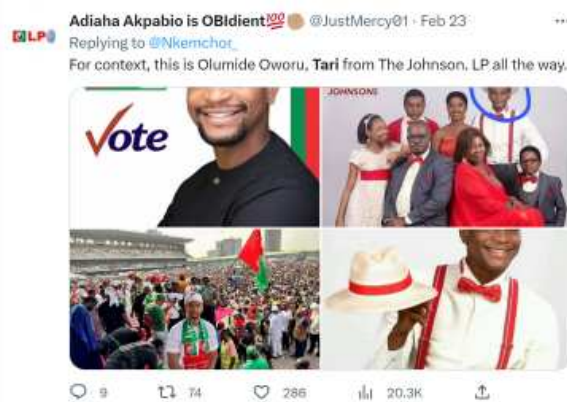 Adiaha Akpabio is OBIdient💯✊🏽 @JustMercy01 · Feb 23
LP
Replying to @Nkemchor_
For context, this is Olumide Oworu, Tari from The Johnson. LP all the way.
JOHNSONS
Vote
9 74 286 20.3K